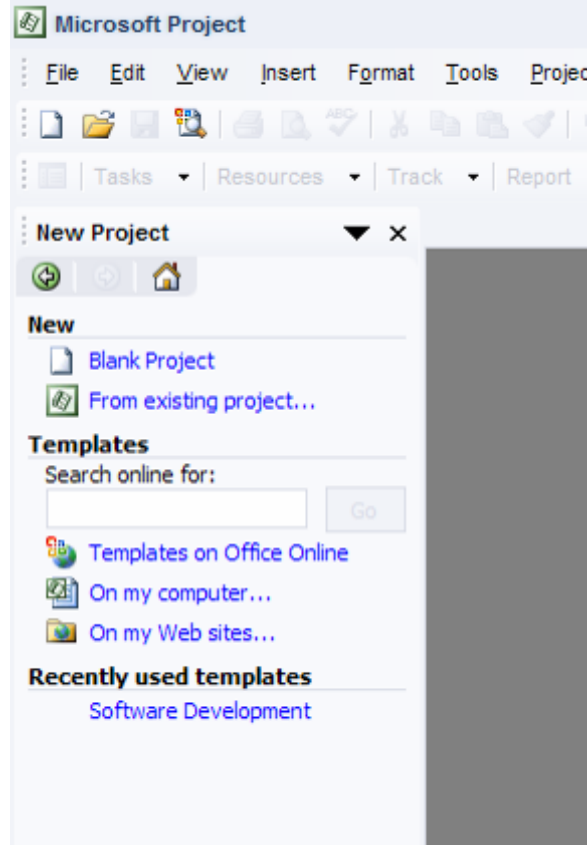 Microsoft Project
File Edit View Insert Format Tools Projec
ABC
Tasks Resources Track Report
New Project
New
Blank Project
From existing project...
Templates
Search online for:
Go
Templates on Office Online
On my computer...
On my Web sites...
Recently used templates
Software Development